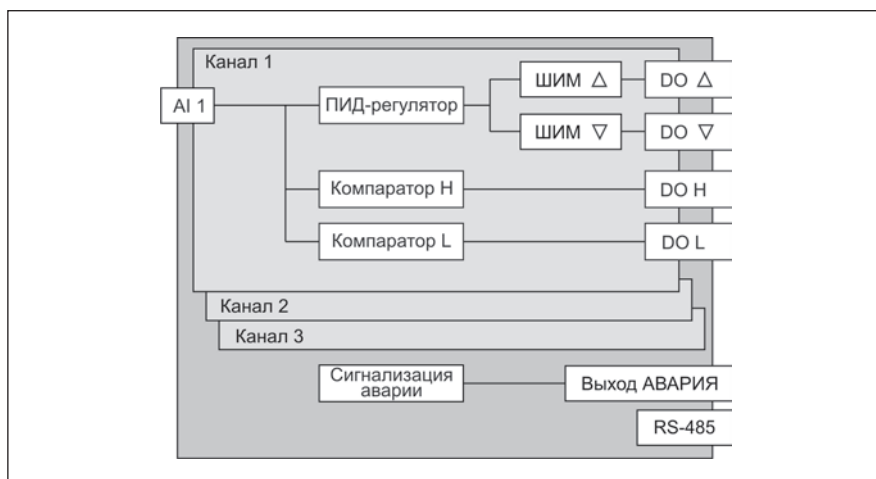 Канал 1
AI 1
ПИД-регулятор
ШИМ △
DO △
ШИМ ▽
DO ▽
Компаратор H
DO H
Компаратор L
DO L
Канал 2
Канал 3
Сигнализация
аварии
Выход АВАРИЯ
RS-485